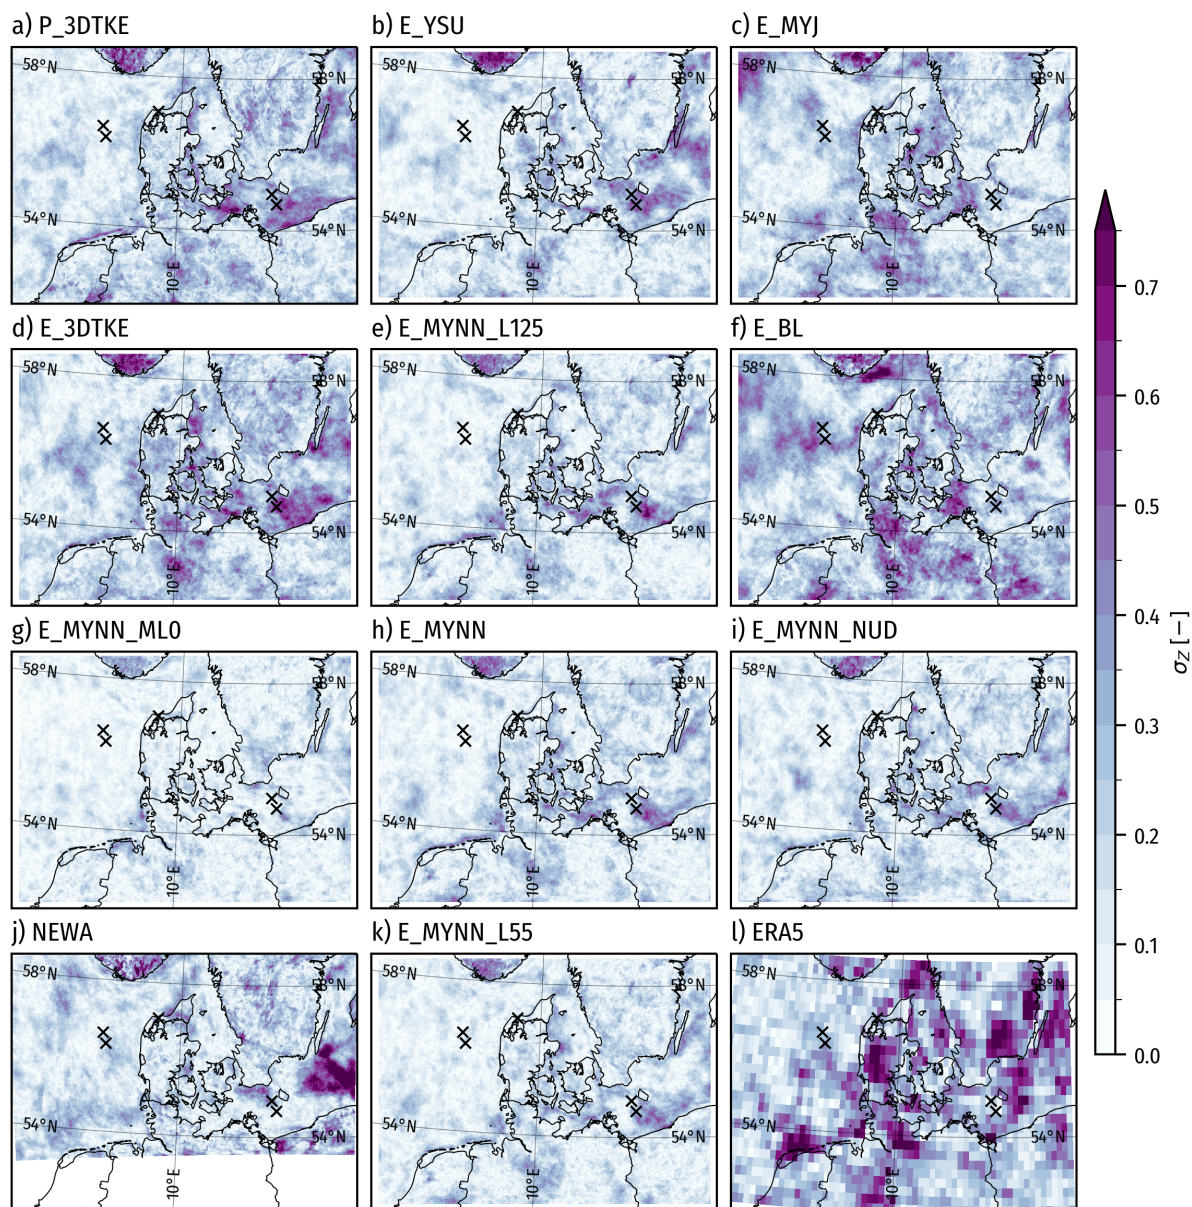 a) P_3DTKE
b) E_YSU
c) E_MYJ
58°N
58°N
54°N
54°N
10°E
58°N
58°N
54°N
54°N
10°E
58°N
58°N
54°N
54°N
10°E
d) E_3DTKE
e) E_MYNN_L125
f) E_BL
58°N
58°N
54°N
54°N
10°E
58°N
58°N
54°N
54°N
10°E
58°N
58°N
54°N
54°N
10°E
g) E_MYNN_ML0
h) E_MYNN
i) E_MYNN_NUD
58°N
58°N
54°N
54°N
10°E
58°N
58°N
54°N
54°N
10°E
58°N
58°N
54°N
54°N
10°E
j) NEWA
k) E_MYNN_L55
l) ERA5
58°N
58°N
54°N
54°N
10°E
58°N
58°N
54°N
54°N
10°E
58°N
58°N
54°N
54°N
10°E
0.7
0.6
0.5
0.4
0.3
0.2
0.1
0.0
σZ [−]